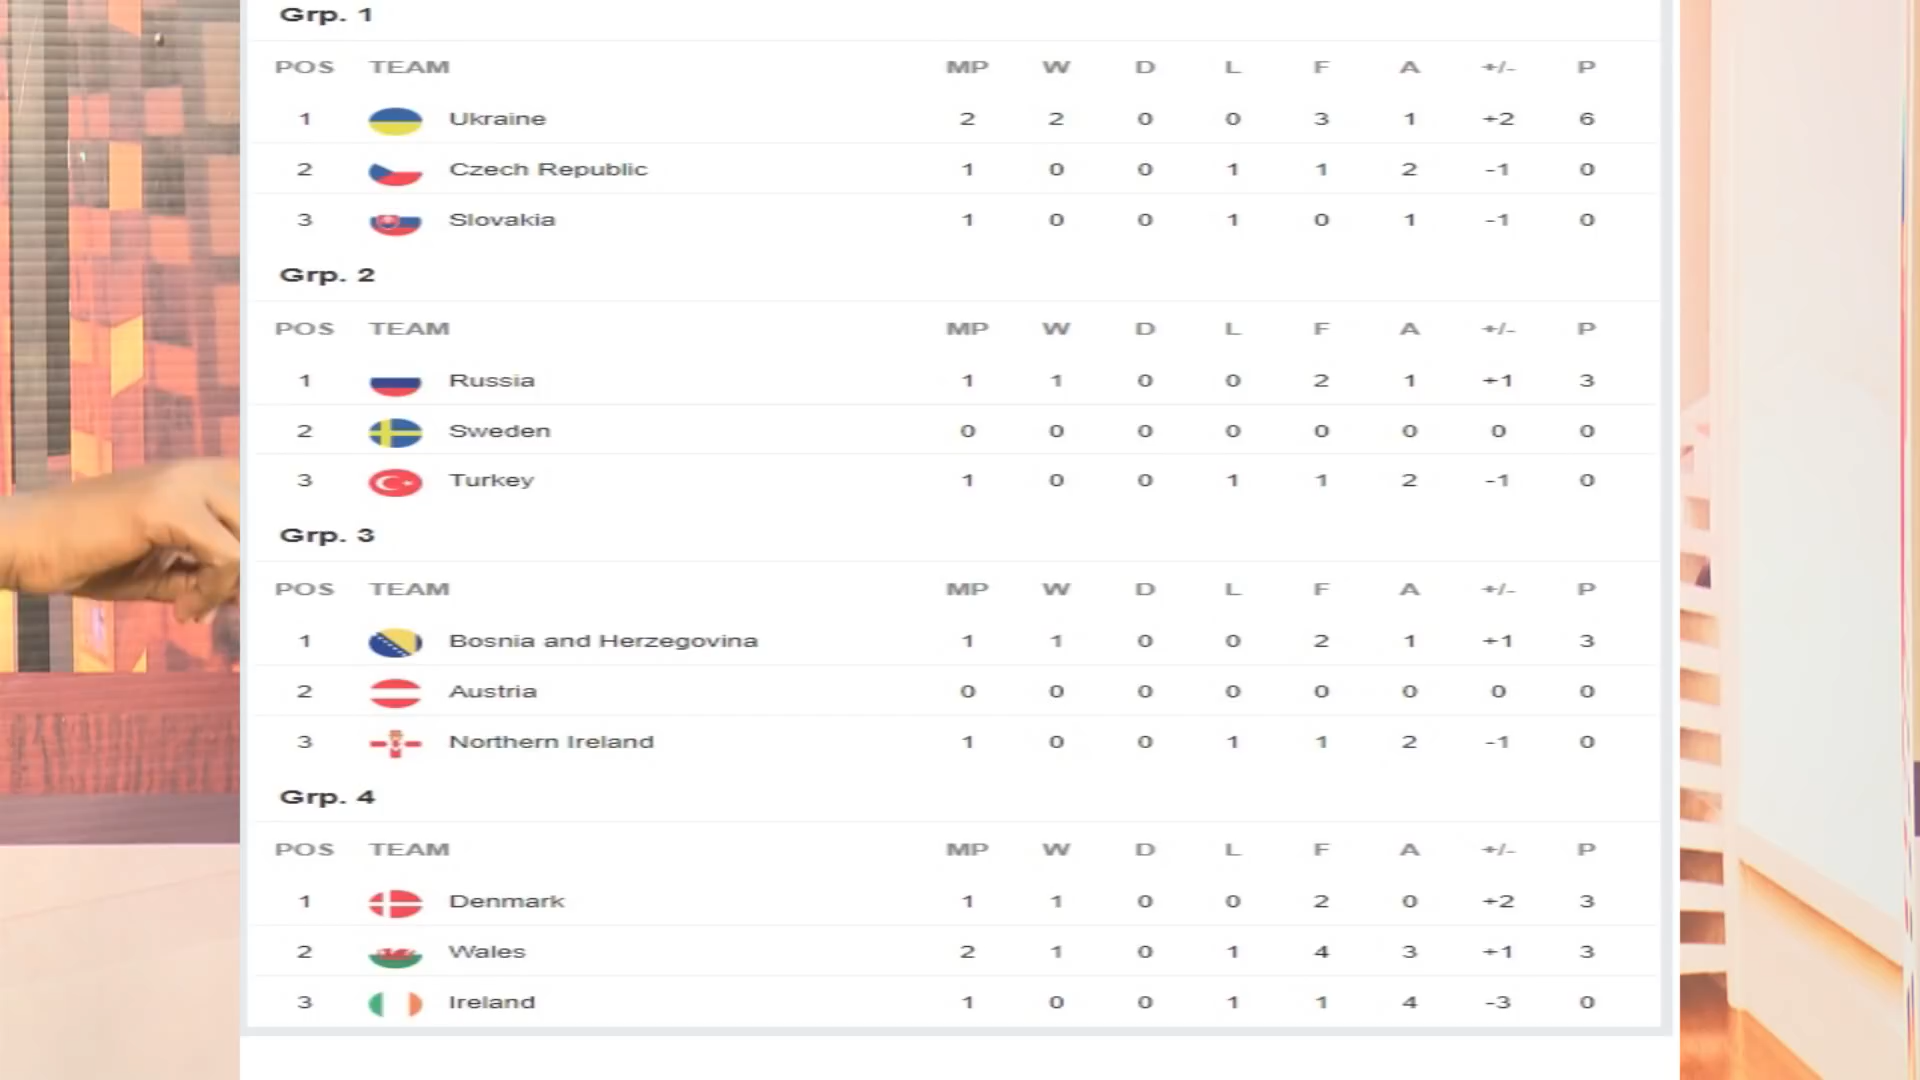 Grp. 1
POS TEAM MP W D L F A +/- P
1 Ukraine 2 2 0 0 3 1 +2 6
2 Czech Republic 1 0 0 1 1 2 -1 0
3 Slovakia 1 0 0 1 0 1 -1 0
Grp. 2
POS TEAM MP W D L F A +/- P
1 Russia 1 1 0 0 2 1 +1 3
2 Sweden 0 0 0 0 0 0 0 0
3 Turkey 1 0 0 1 1 2 -1 0
Grp. 3
POS TEAM MP W D L F A +/- P
1 Bosnia and Herzegovina 1 1 0 0 2 1 +1 3
2 Austria 0 0 0 0 0 0 0 0
3 Northern Ireland 1 0 0 1 1 2 -1 0
Grp. 4
POS TEAM MP W D L F A +/- P
1 Denmark 1 1 0 0 2 0 +2 3
2 Wales 2 1 0 1 4 3 +1 3
3 Ireland 1 0 0 1 1 4 -3 0